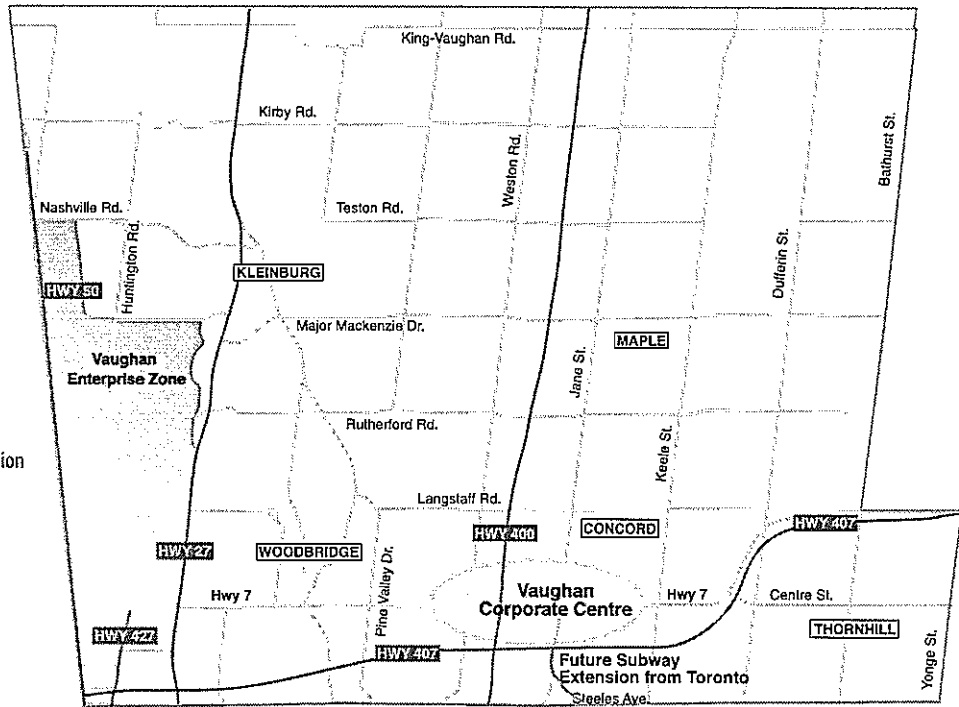 King-Vaughan Rd.
Kirby Rd.
Weston Rd.
Bathurst St.
Nashville Rd.
Teston Rd.
Huntington Rd.
Dufferin St.
KLEINBURG
HWY 50
Major Mackenzie Dr.
MAPLE
Vaughan
Enterprise Zone
Jane St.
Rutherford Rd.
Keele St.
ion
Langstaff Rd.
HWY 407
HWY 400
CONCORD
HWY 27
WOODBRIDGE
Pine Valley Dr.
Vaughan
Corporate Centre
Hwy 7
Hwy 7
Centre St.
HWY 427
THORNHILL
HWY 407
Future Subway
Extension from Toronto
Yonge St.
Steeles Ave.